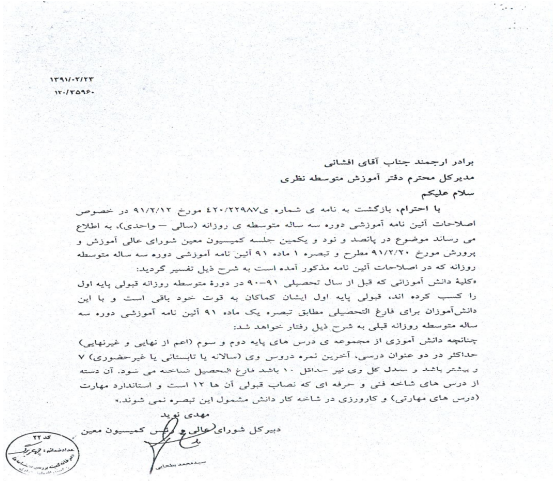 ۱۳۹۱/۰۲/۲۳
۱۲۰/۳۵۹۶۰
برادر ارجمند جناب آقای افشانی
مدیرکل محترم دفتر آموزش متوسطه نظری
سلام علیکم
با احترام، بازگشت به نامه ی شماره ی ۴۲۰/۲۲۹۸۷ مورخ ۹۱/۲/۱۲ در خصوص
اصلاحات آئین نامه آموزشی دوره سه ساله متوسطه ی روزانه (سالی – واحدی)، به اطلاع
می رساند موضوع در پانصد و نود و یکمین جلسه کمیسیون معین شورای عالی آموزش و
پرورش مورخ ۹۱/۲/۲۰ مطرح و تبصره ۱ ماده ۹۱ آئین نامه آموزشی دوره سه ساله متوسطه
روزانه که در اصلاحات آئین نامه مذکور آمده است به شرح ذیل تفسیر گردید:
«کلیه دانش آموزانی که قبل از سال تحصیلی ۹۱-۹۰ در دورۀ متوسطه روزانه قبولی پایه اول
را کسب کرده اند، قبولی پایه اول ایشان کماکان به قوت خود باقی است و با این
دانش‌آموزان برای فارغ التحصیلی مطابق تبصره یک ماده ۹۱ آئین نامه آموزشی دوره سه
ساله متوسطه روزانه قبلی به شرح ذیل رفتار خواهد شد:
چنانچه دانش آموزی از مجموعه ی درس های پایه دوم و سوم (اعم از نهایی و غیرنهایی)
حداکثر در دو عنوان درسی، آخرین نمره دروس وی (سالانه یا تابستانی یا غیرحضوری) ۷
و بیشتر باشد و معدل کل وی نیز حداقل ۱۰ باشد فارغ التحصیل شناخته می شود. آن دسته
از درس های شاخه فنی و حرفه ای که نصاب قبولی آن ها ۱۲ است و استاندارد مهارت
(درس های مهارتی) و کارورزی در شاخه کار دانش مشمول این تبصره نمی شوند.»
مهدی نوید
دبیرکل شورای عالی و رئیس کمیسیون معین
کد ۲۲